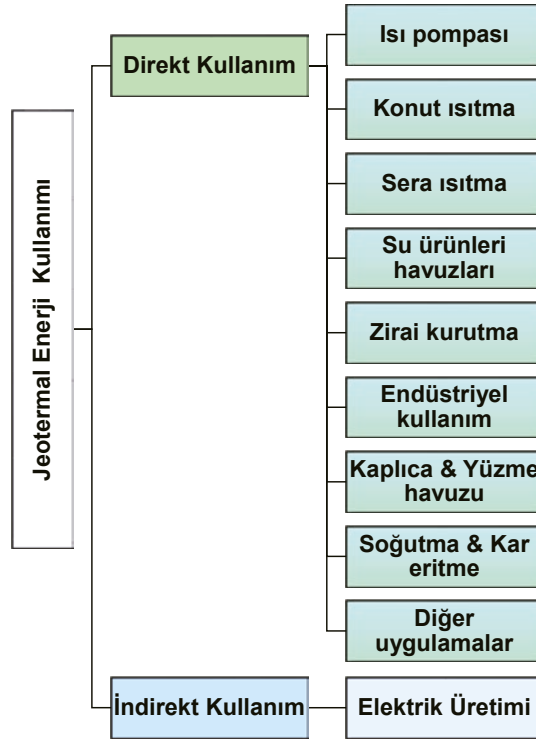 Jeotermal Enerji Kullanımı
Direkt Kullanım
Isı pompası
Konut ısıtma
Sera ısıtma
Su ürünleri
havuzları
Zirai kurutma
Endüstriyel
kullanım
Kaplıca & Yüzme
havuzu
Soğutma & Kar
eritme
Diğer
uygulamalar
İndirekt Kullanım
Elektrik Üretimi